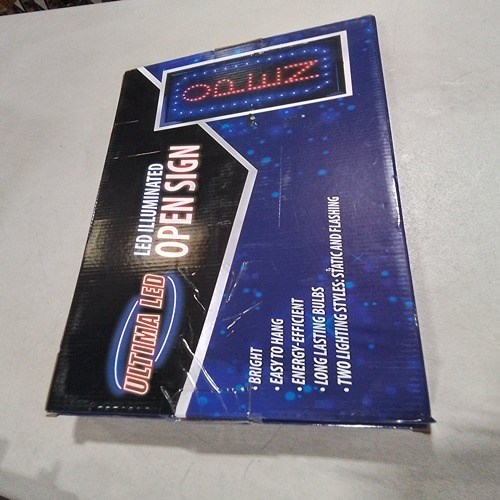 ULTIMA LED
LED ILLUMINATED
OPEN SIGN
OPEN
• BRIGHT
• EASY TO HANG
• ENERGY-EFFICIENT
• LONG LASTING BULBS
• TWO LIGHTING STYLES: STATIC AND FLASHING